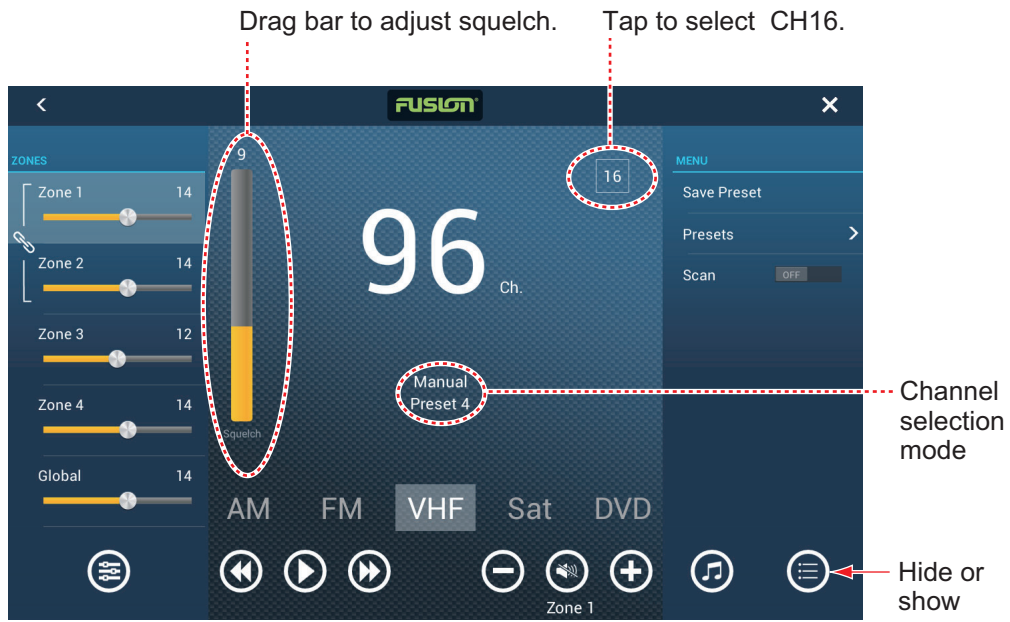 Drag bar to adjust squelch.
Tap to select CH16.
FUSION
ZONES
Zone 1 14
Zone 2 14
Zone 3 12
Zone 4 14
Global 14
9
Squelch
16
96 Ch.
Manual
Preset 4
AM FM VHF Sat DVD
Zone 1
MENU
Save Preset
Presets
Scan OFF
Channel
selection
mode
Hide or
show